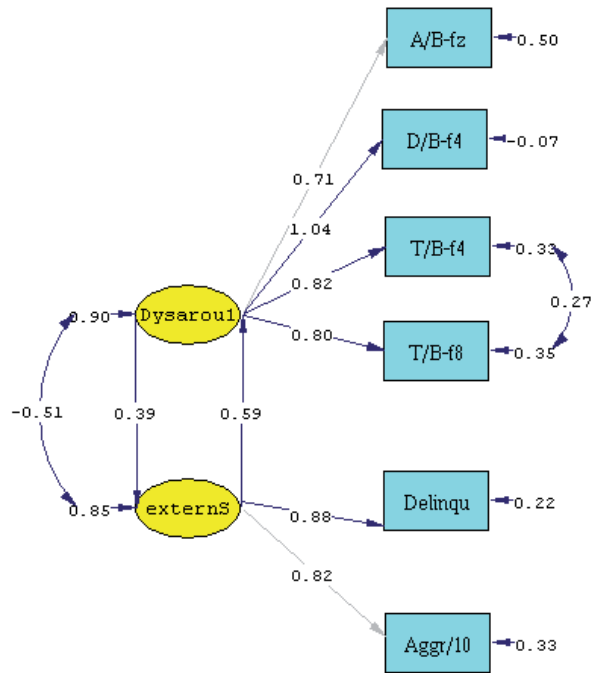 A/B-fz
0.50
D/B-f4
-0.07
0.71
1.04
T/B-f4
0.33
0.82
0.27
0.90
Dysarou1
0.80
T/B-f8
0.35
-0.51
0.39
0.59
0.85
externS
0.88
Delinqu
0.22
0.82
Aggr/10
0.33